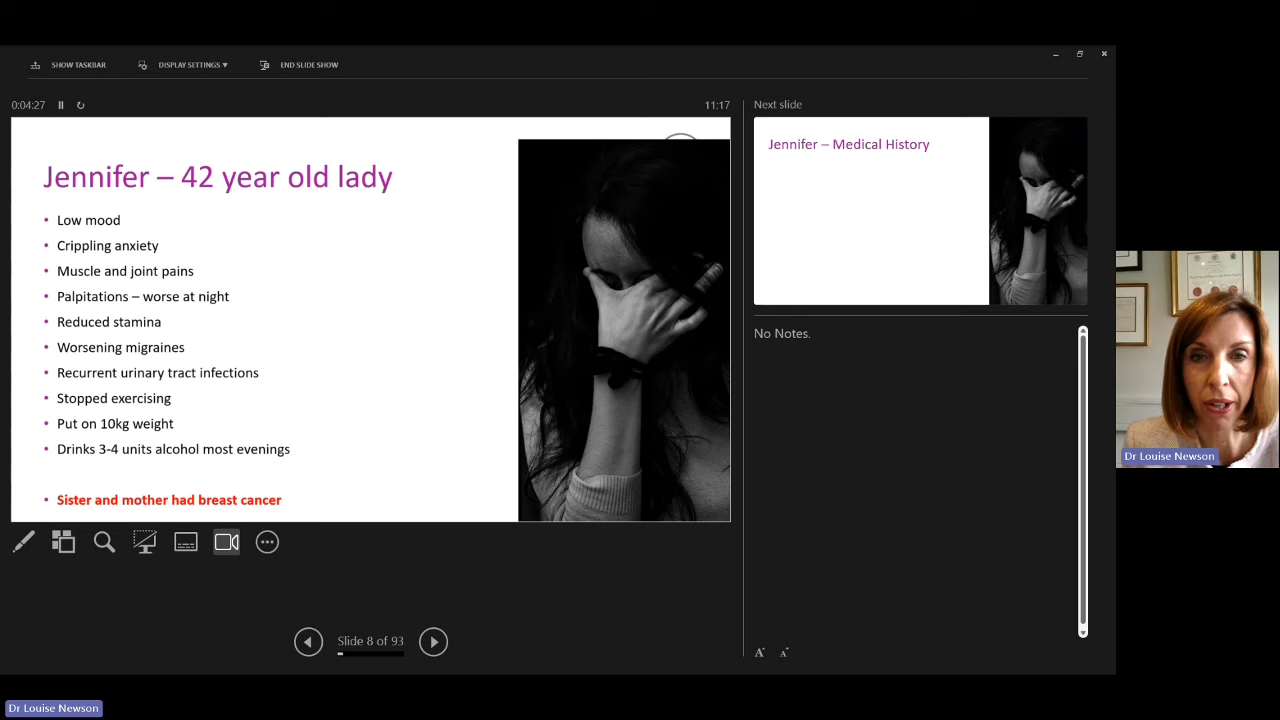 SHOW TASKBAR
DISPLAY SETTINGS ▾
END SLIDE SHOW
0:04:27
11:17
Jennifer – 42 year old lady
• Low mood
• Crippling anxiety
• Muscle and joint pains
• Palpitations – worse at night
• Reduced stamina
• Worsening migraines
• Recurrent urinary tract infections
• Stopped exercising
• Put on 10kg weight
• Drinks 3-4 units alcohol most evenings
• Sister and mother had breast cancer
Slide 8 of 93
Next slide
Jennifer – Medical History
No Notes.
A A
Dr Louise Newson
Dr Louise Newson